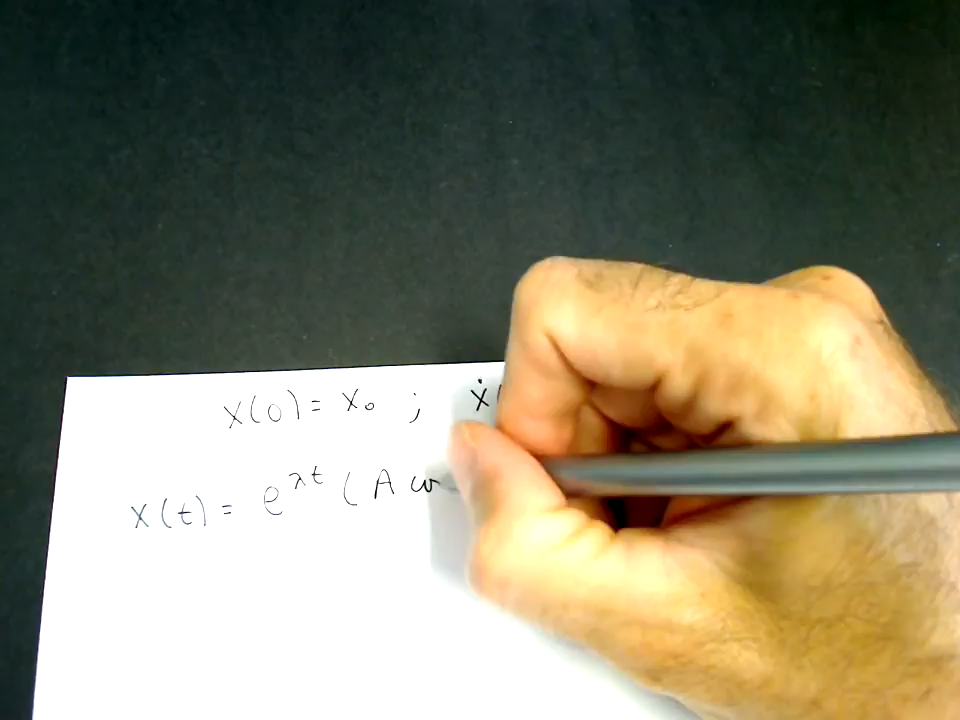 x(0) = x₀ ; ẋ(
x(t) = e^λt (A